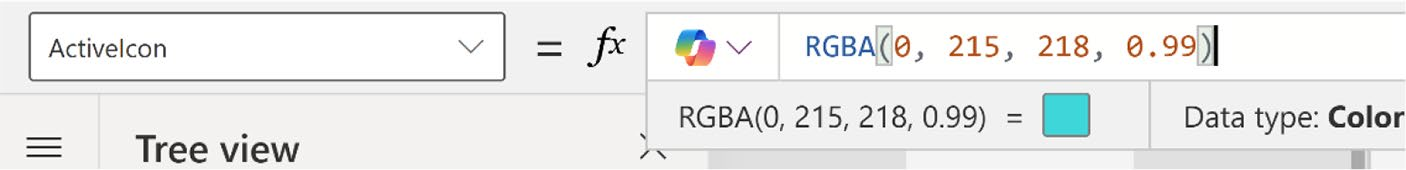 ActiveIcon = fx RGBA(0, 215, 218, 0.99)
RGBA(0, 215, 218, 0.99) = Data type: Color
Tree view